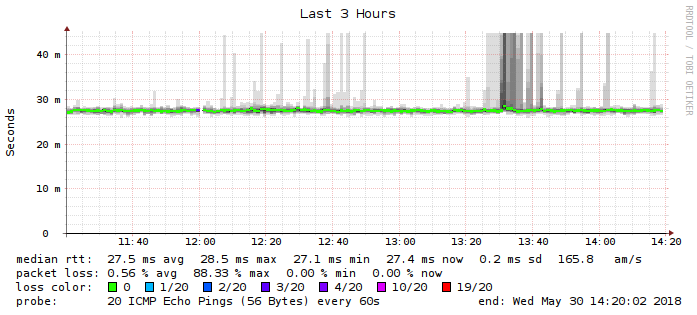 Last 3 Hours
RRDTOOL / TOBI OETIKER
Seconds
40 m
30 m
20 m
10 m
0
11:40 12:00 12:20 12:40 13:00 13:20 13:40 14:00 14:20
median rtt: 27.5 ms avg 28.5 ms max 27.1 ms min 27.4 ms now 0.2 ms sd 165.8 am/s
packet loss: 0.56 % avg 88.33 % max 0.00 % min 0.00 % now
loss color: 0 1/20 2/20 3/20 4/20 10/20 19/20
probe: 20 ICMP Echo Pings (56 Bytes) every 60s end: Wed May 30 14:20:02 2018